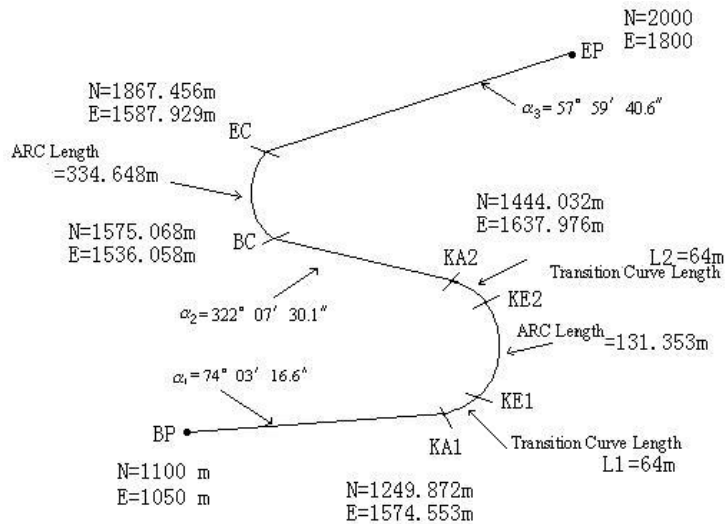 N=2000
E=1800
EP
α₃= 57° 59′ 40.6″
N=1867.456m
E=1587.929m
EC
ARC Length
=334.648m
N=1575.068m
E=1536.058m
BC
α₂= 322° 07′ 30.1″
N=1444.032m
E=1637.976m
KA2
L2=64m
Transition Curve Length
KE2
ARC Length
=131.353m
α₁= 74° 03′ 16.6″
BP
N=1100 m
E=1050 m
KE1
KA1
Transition Curve Length
L1=64m
N=1249.872m
E=1574.553m